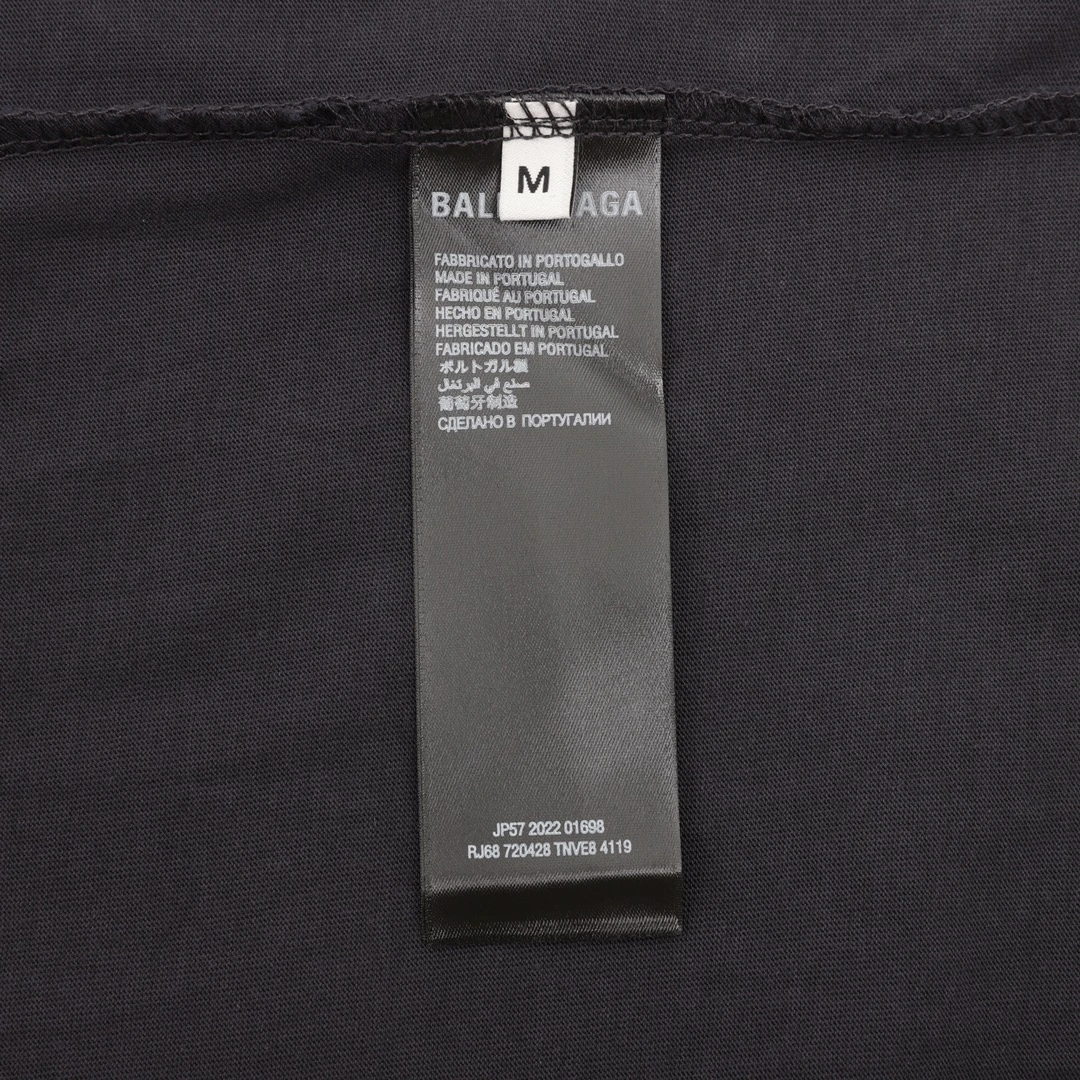 M
BAL AGA
FABBRICATO IN PORTOGALLO
MADE IN PORTUGAL
FABRIQUÉ AU PORTUGAL
HECHO EN PORTUGAL
HERGESTELLT IN PORTUGAL
FABRICADO EM PORTUGAL
ポルトガル製
صنع في البرتغال
葡萄牙制造
СДЕЛАНО В ПОРТУГАЛИИ
JP57 2022 01698
RJ68 720428 TNVE8 4119